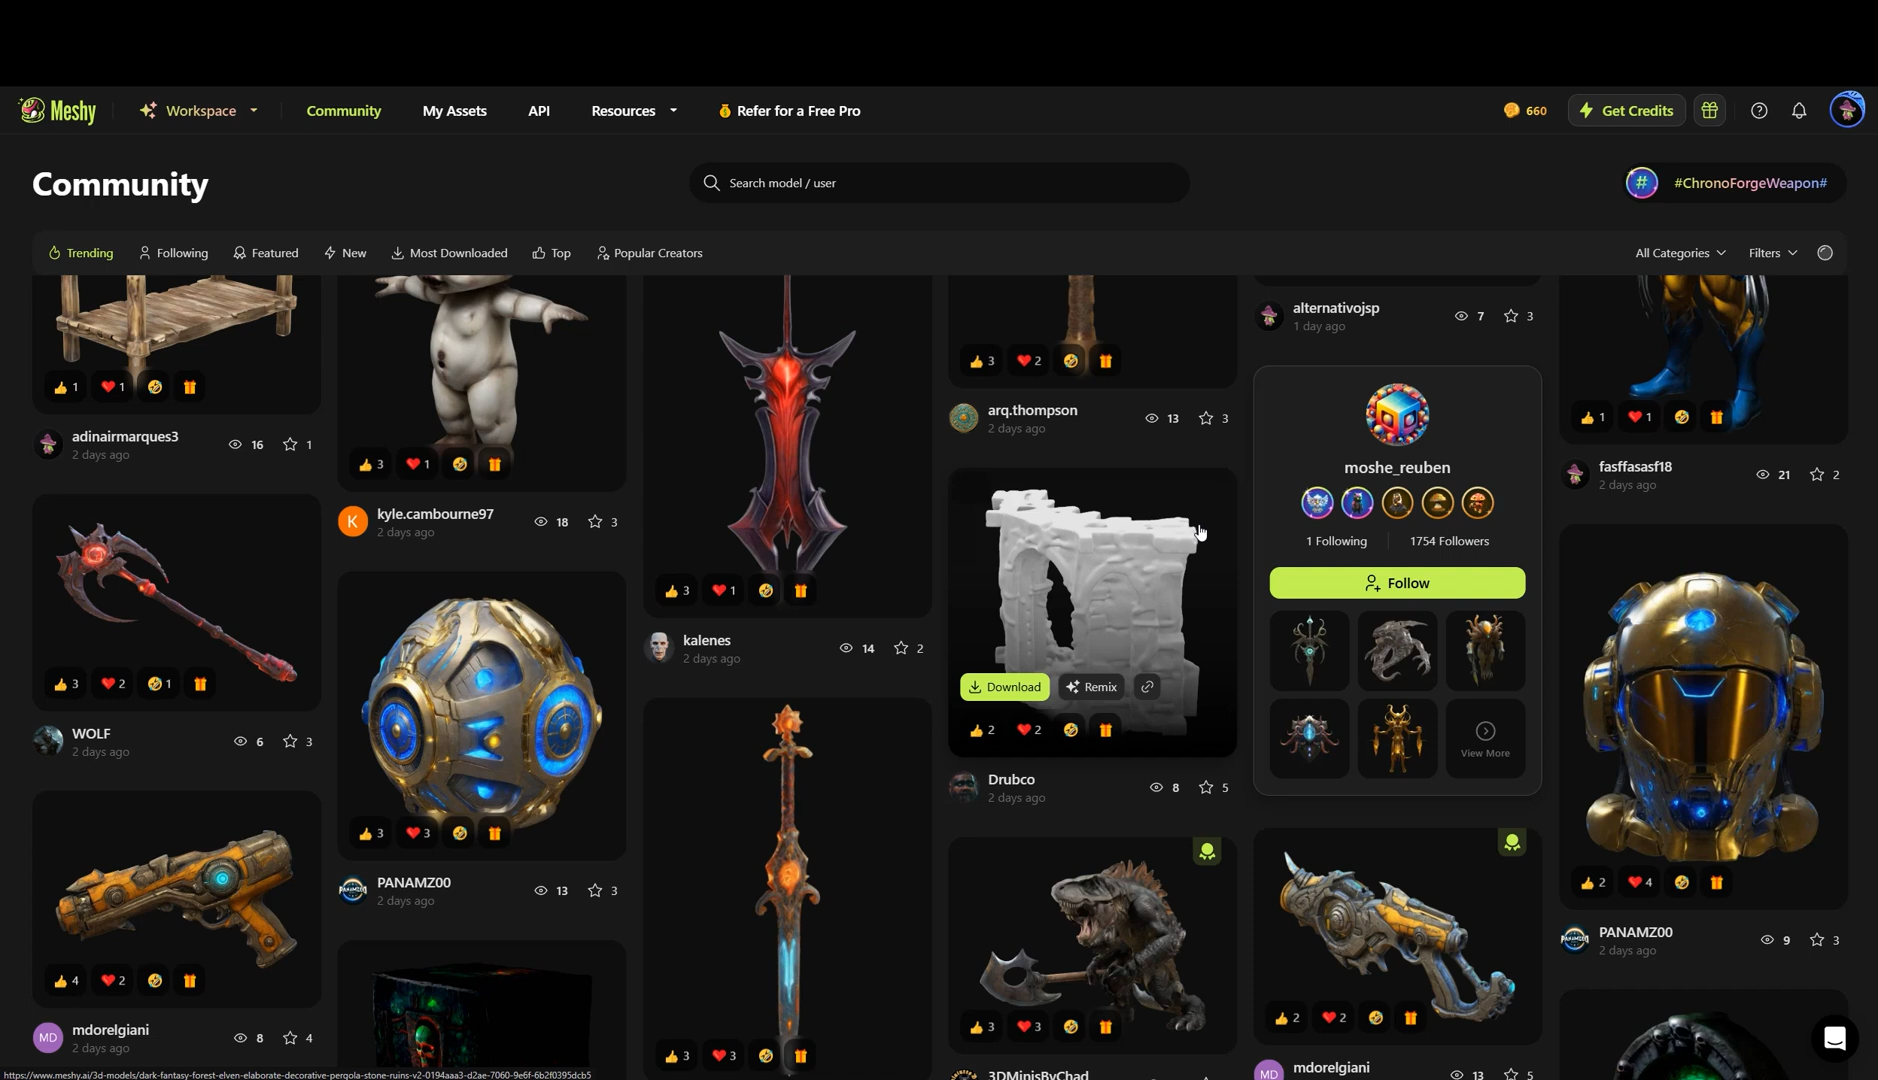 Meshy
Workspace
Community
My Assets
API
Resources
Refer for a Free Pro
660
Get Credits
Community
Search model / user
#
#ChronoForgeWeapon#
Trending
Following
Featured
New
Most Downloaded
Top
Popular Creators
All Categories
Filters
1 1
adinairmarques3
2 days ago
16 1
3 2 1
WOLF
2 days ago
6 3
4 2
MD
mdorelgiani
2 days ago
8 4
3 1
K
kyle.cambourne97
2 days ago
18 3
3 3
PANAMZ00
PANAMZ00
2 days ago
13 3
3 1
kalenes
2 days ago
14 2
3 3
3 2
arq.thompson
2 days ago
13 3
Download
Remix
2 2
Drubco
2 days ago
8 5
3 3
3DMinisByChad
alternativojsp
1 day ago
7 3
moshe_reuben
1 Following
1754 Followers
Follow
View More
2 2
MD
mdorelgiani
13 5
1 1
fasffasasf18
2 days ago
21 2
2 4
PANAMZ00
PANAMZ00
2 days ago
9 3
https://www.meshy.ai/3d-models/dark-fantasy-forest-elven-elaborate-decorative-pergola-stone-ruins-v2-0194aaa3-d2ae-7060-9e6f-6b2f0395dcb5